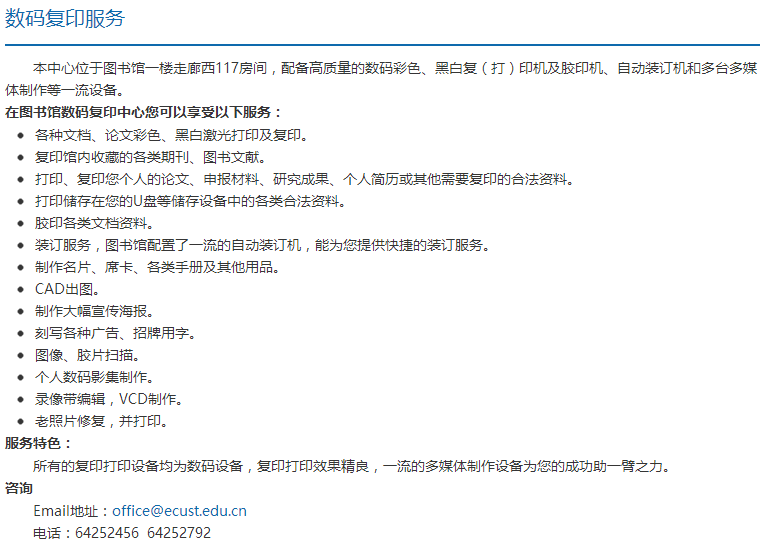 数码复印服务
本中心位于图书馆一楼走廊西117房间，配备高质量的数码彩色、黑白复（打）印机及胶印机、自动装订机和多台多媒
体制作等一流设备。
在图书馆数码复印中心您可以享受以下服务：
● 各种文档、论文彩色、黑白激光打印及复印。
● 复印馆内收藏的各类期刊、图书文献。
● 打印、复印您个人的论文、申报材料、研究成果、个人简历或其他需要复印的合法资料。
● 打印储存在您的U盘等储存设备中的各类合法资料。
● 胶印各类文档资料。
● 装订服务，图书馆配置了一流的自动装订机，能为您提供快捷的装订服务。
● 制作名片、席卡、各类手册及其他用品。
● CAD出图。
● 制作大幅宣传海报。
● 刻写各种广告、招牌用字。
● 图像、胶片扫描。
● 个人数码影集制作。
● 录像带编辑，VCD制作。
● 老照片修复，并打印。
服务特色：
所有的复印打印设备均为数码设备，复印打印效果精良，一流的多媒体制作设备为您的成功助一臂之力。
咨询
Email地址：office@ecust.edu.cn
电话：64252456 64252792